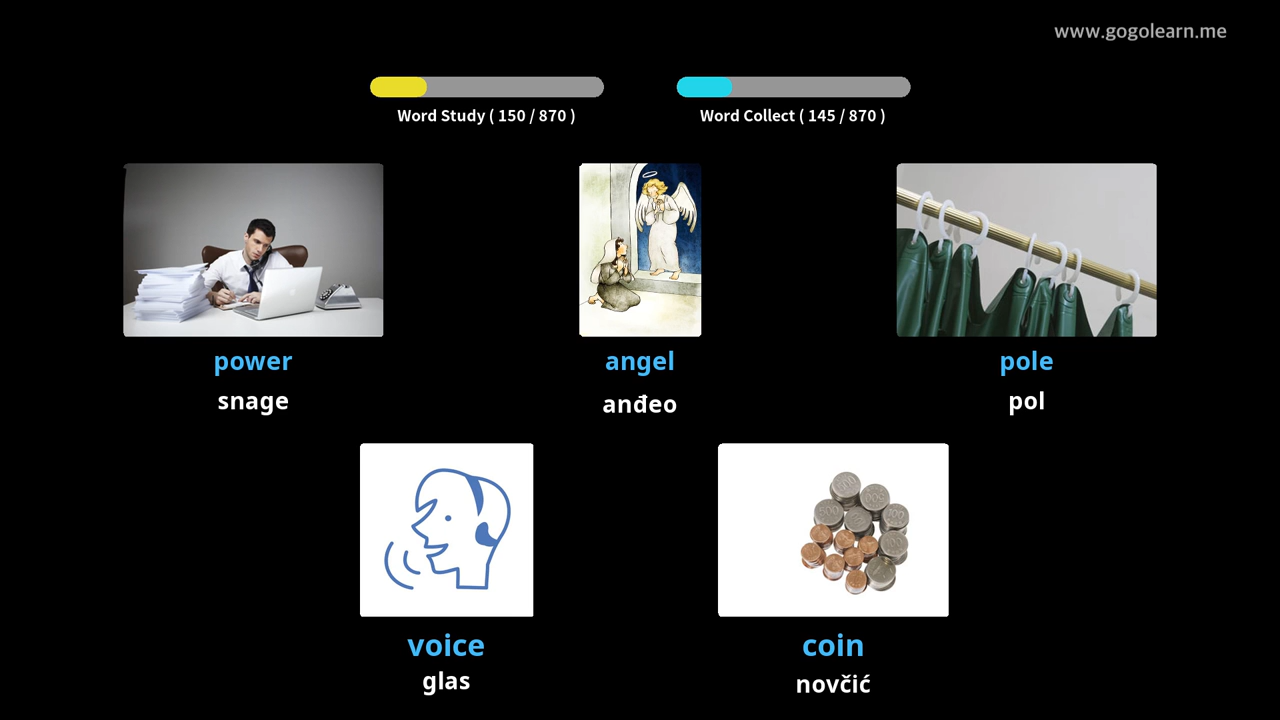 www.gogolearn.me
Word Study ( 150 / 870 )
Word Collect ( 145 / 870 )
power
snage
angel
anđeo
pole
pol
voice
glas
coin
novčić